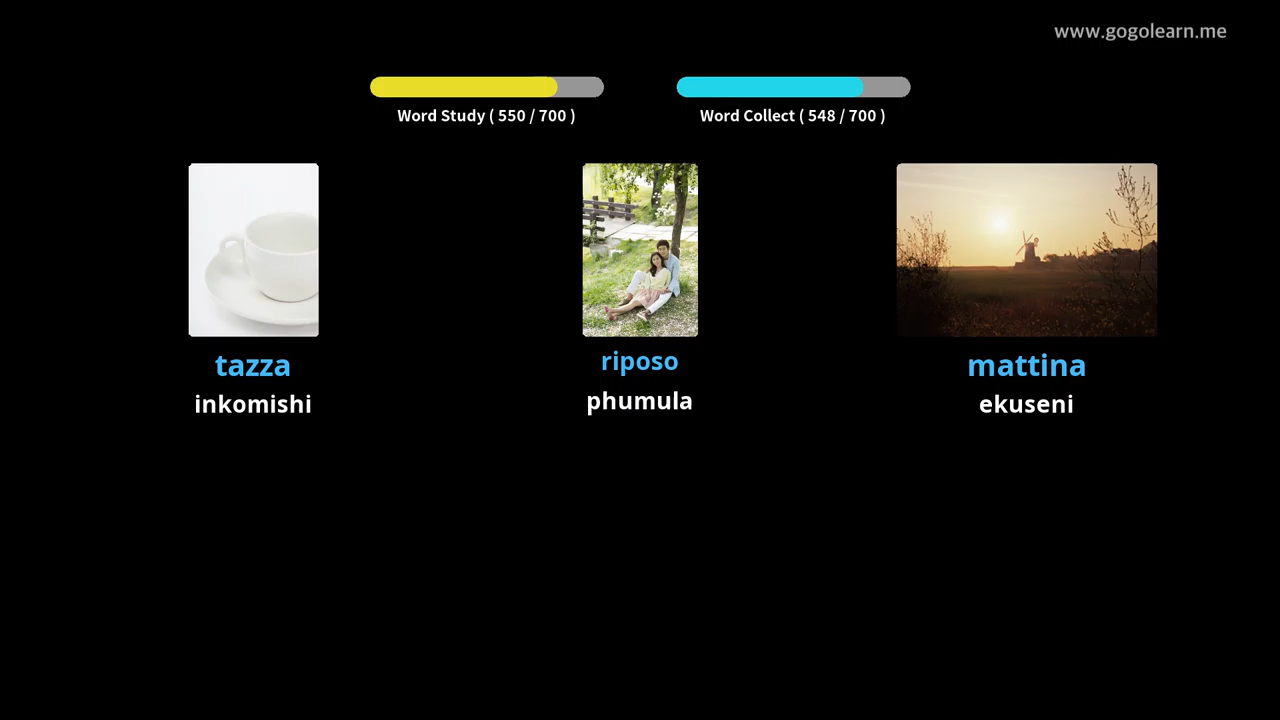 www.gogolearn.me
Word Study ( 550 / 700 )
Word Collect ( 548 / 700 )
tazza
inkomishi
riposo
phumula
mattina
ekuseni